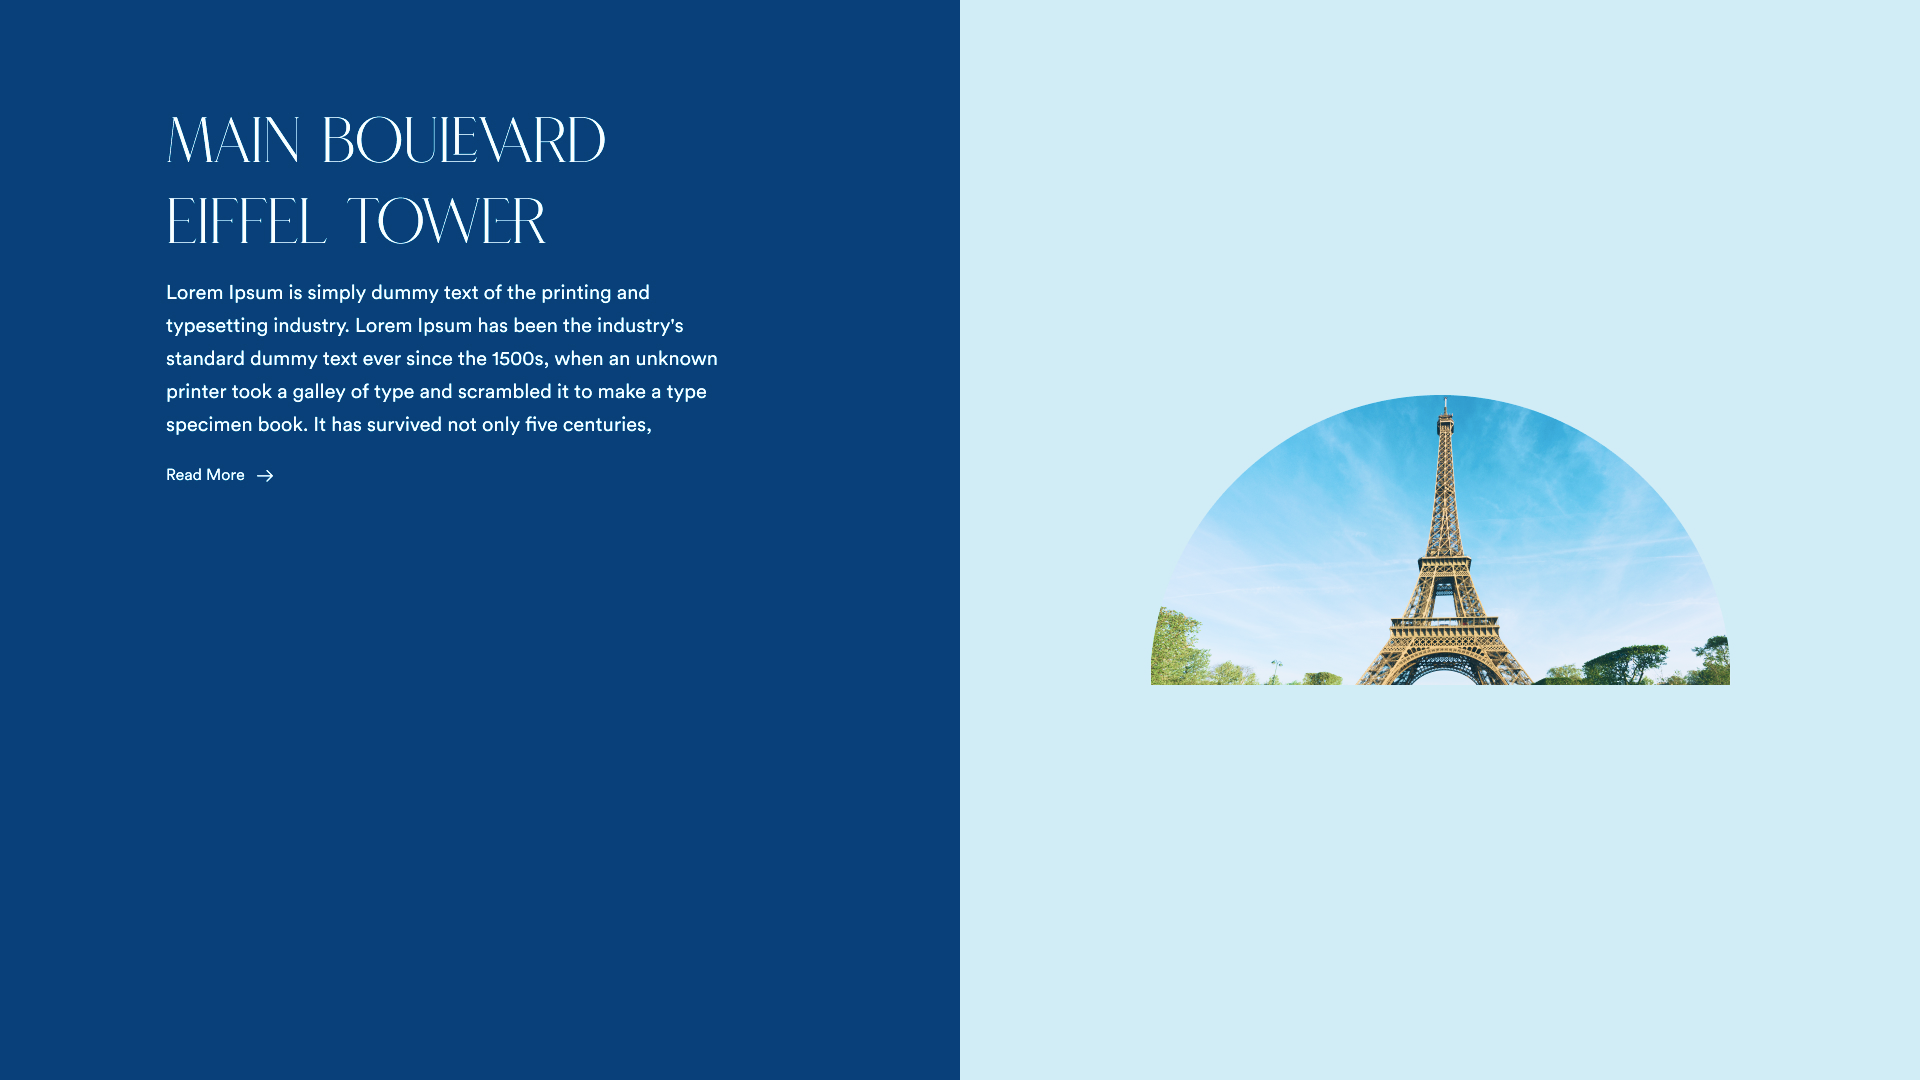 MAIN BOULEVARD
EIFFEL TOWER
Lorem Ipsum is simply dummy text of the printing and
typesetting industry. Lorem Ipsum has been the industry's
standard dummy text ever since the 1500s, when an unknown
printer took a galley of type and scrambled it to make a type
specimen book. It has survived not only five centuries,
Read More →